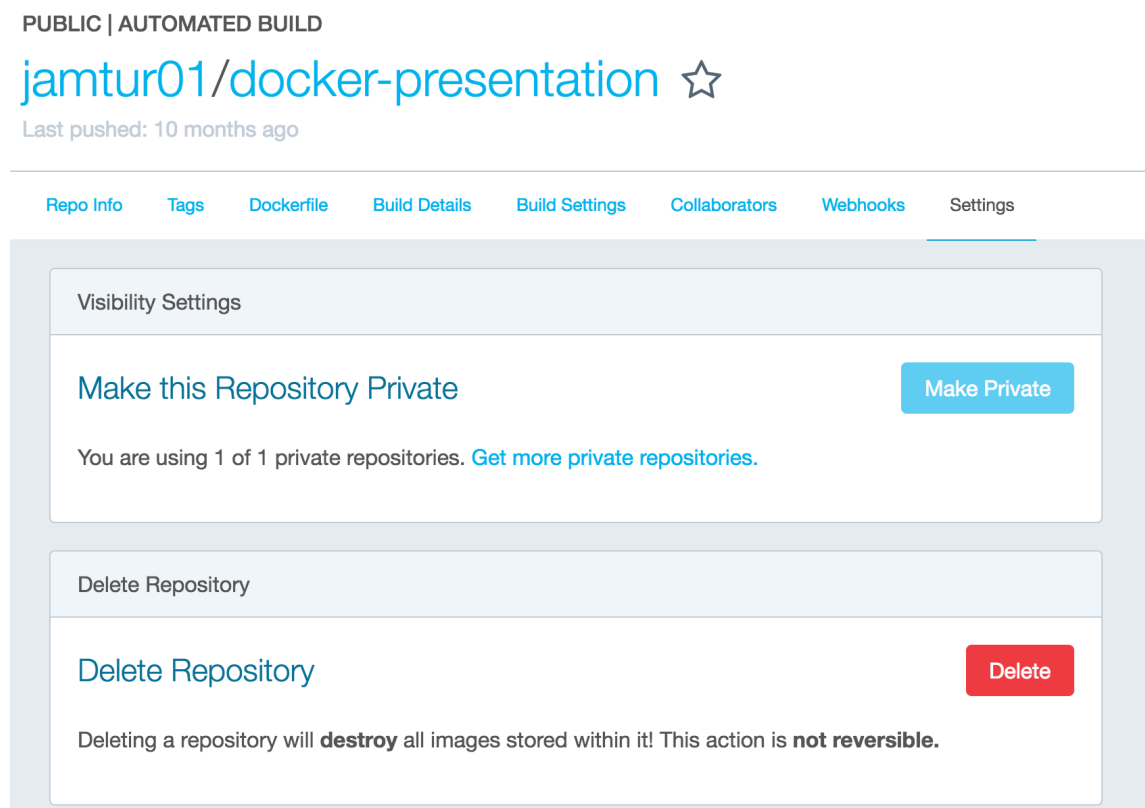 PUBLIC | AUTOMATED BUILD
jamtur01/docker-presentation
Last pushed: 10 months ago
Repo Info Tags Dockerfile Build Details Build Settings Collaborators Webhooks Settings
Visibility Settings
Make this Repository Private Make Private
You are using 1 of 1 private repositories. Get more private repositories.
Delete Repository
Delete Repository Delete
Deleting a repository will destroy all images stored within it! This action is not reversible.